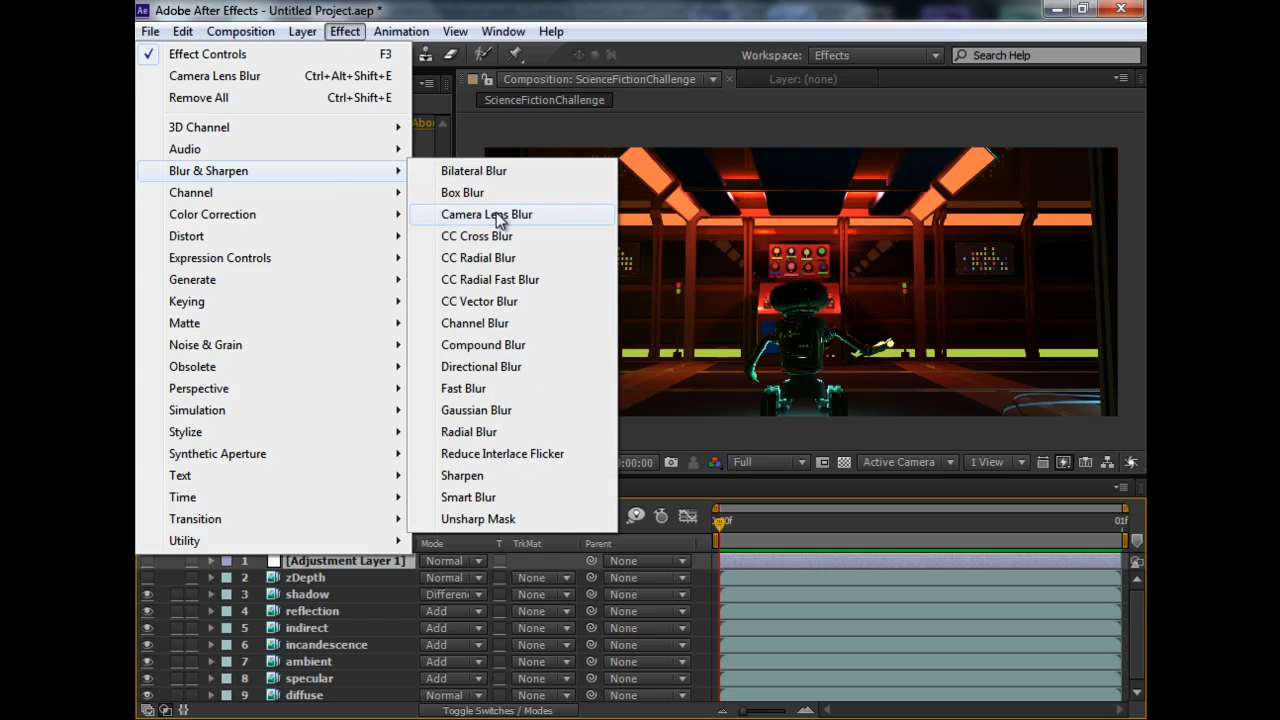 Ae Adobe After Effects - Untitled Project.aep *
File Edit Composition Layer Effect Animation View Window Help
Effect Controls F3
Camera Lens Blur Ctrl+Alt+Shift+E
Remove All Ctrl+Shift+E
3D Channel
Audio
Blur & Sharpen
Channel
Color Correction
Distort
Expression Controls
Generate
Keying
Matte
Noise & Grain
Obsolete
Perspective
Simulation
Stylize
Synthetic Aperture
Text
Time
Transition
Utility
Bilateral Blur
Box Blur
Camera Lens Blur
CC Cross Blur
CC Radial Blur
CC Radial Fast Blur
CC Vector Blur
Channel Blur
Compound Blur
Directional Blur
Fast Blur
Gaussian Blur
Radial Blur
Reduce Interlace Flicker
Sharpen
Smart Blur
Unsharp Mask
Workspace: Effects Search Help
Composition: ScienceFictionChallenge Layer: (none)
ScienceFictionChallenge
Abou
:00:00 Full Active Camera 1 View
:00f 01f
Mode T TrkMat Parent
1 [Adjustment Layer 1] Normal None
2 zDepth Normal None None
3 shadow Differen None None
4 reflection Add None None
5 indirect Add None None
6 incandescence Add None None
7 ambient Add None None
8 specular Add None None
9 diffuse Normal None None
Toggle Switches / Modes